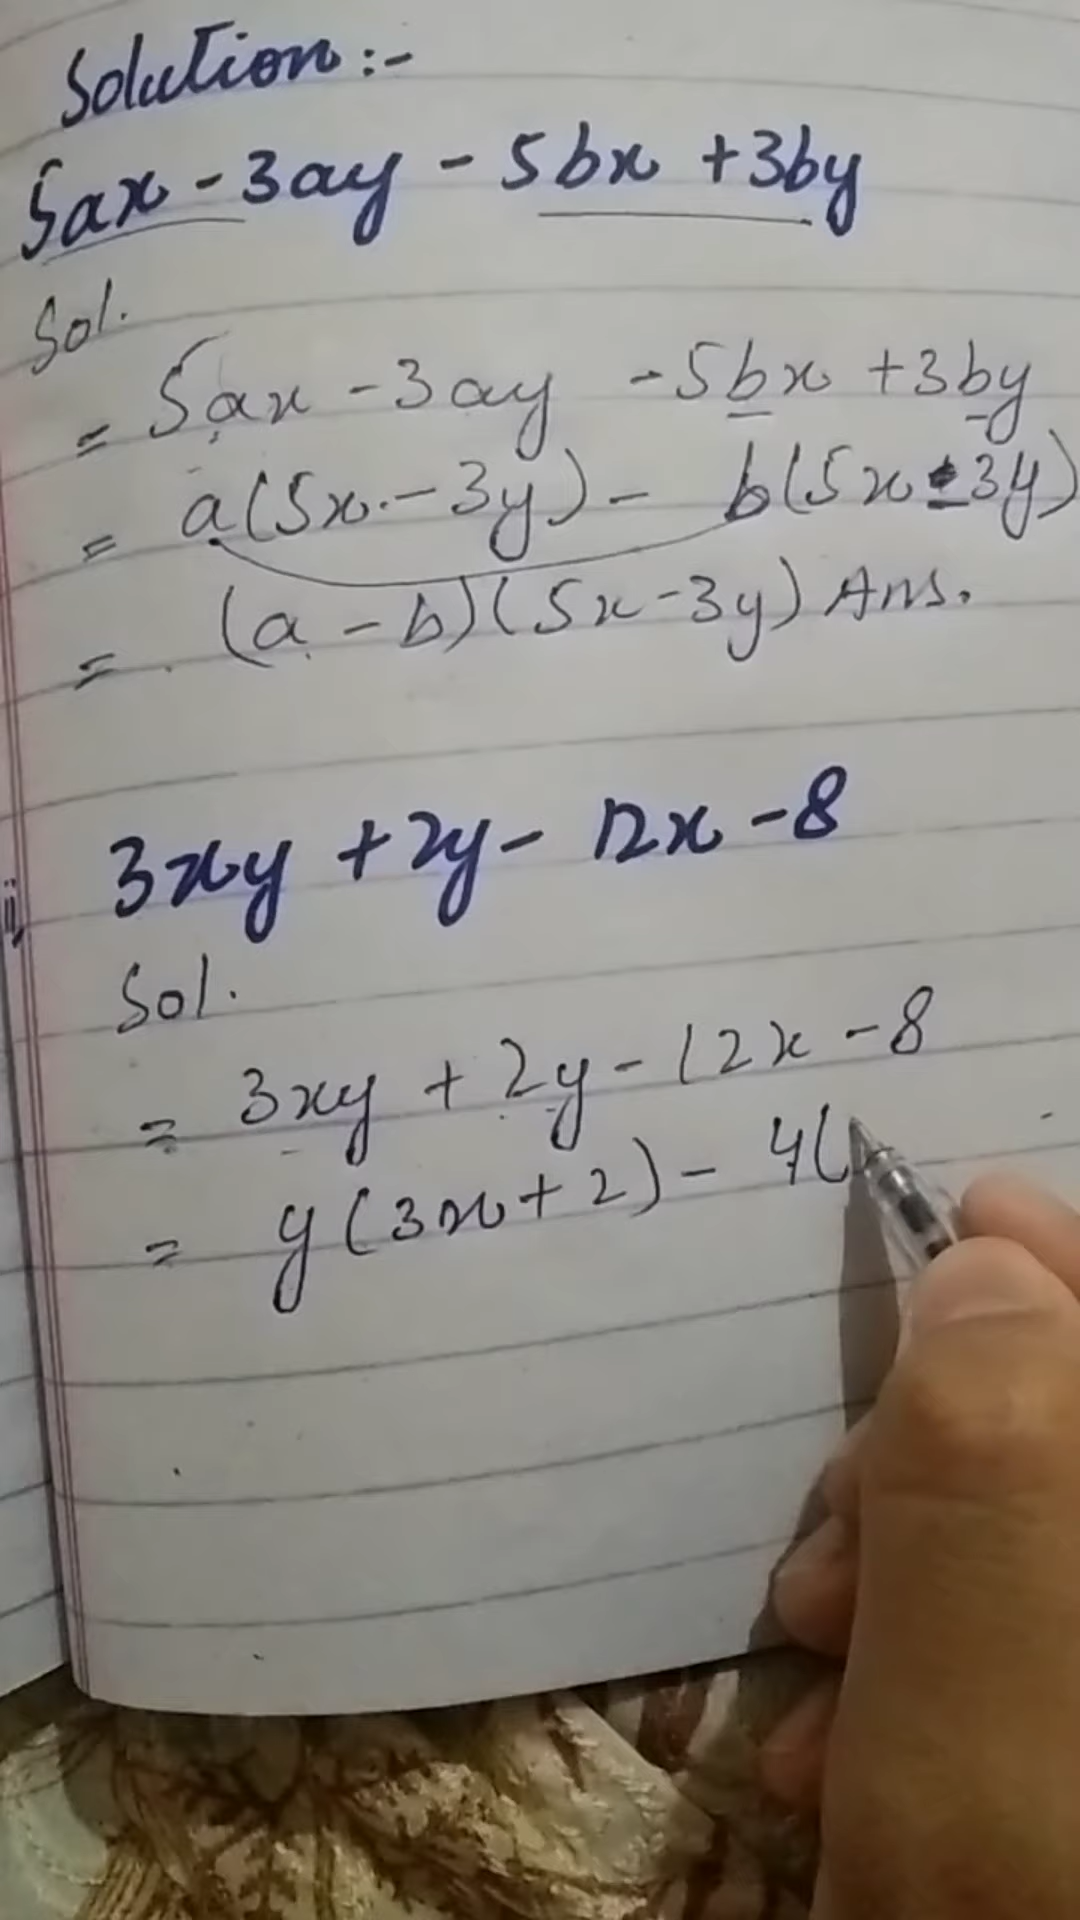 Solution :-
5ax - 3ay - 5bx + 3by
Sol.
= 5ax - 3ay - 5bx + 3by
= a(5x - 3y) - b(5x - 3y)
= (a - b)(5x - 3y) Ans.
ii, 3xy + 2y - 12x - 8
Sol.
= 3xy + 2y - 12x - 8
= y(3x + 2) - 4(